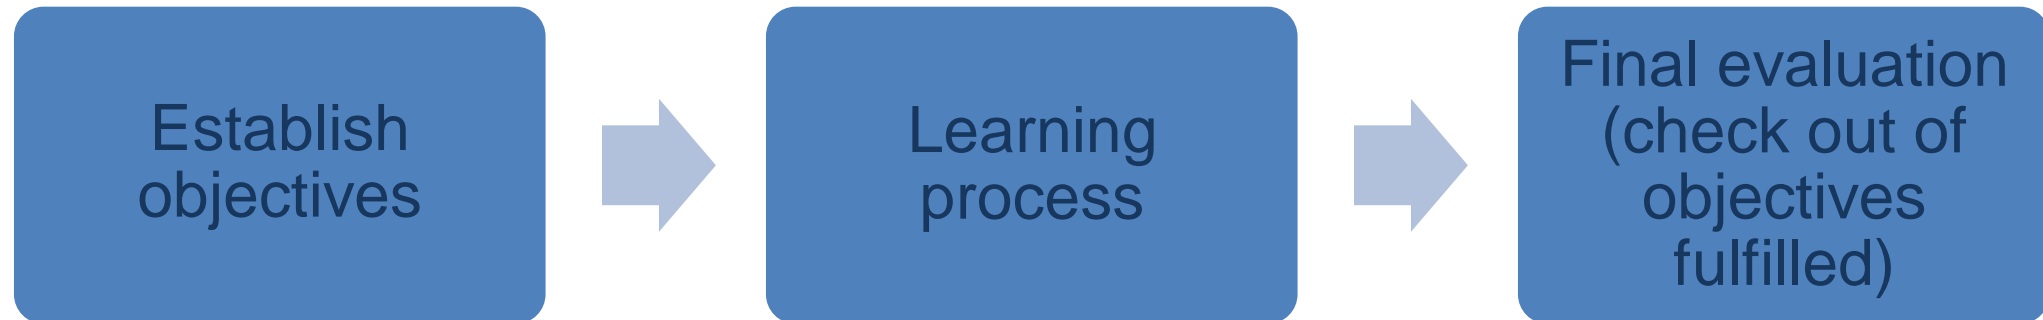 Establish
objectives
Learning
process
Final evaluation
(check out of
objectives
fulfilled)